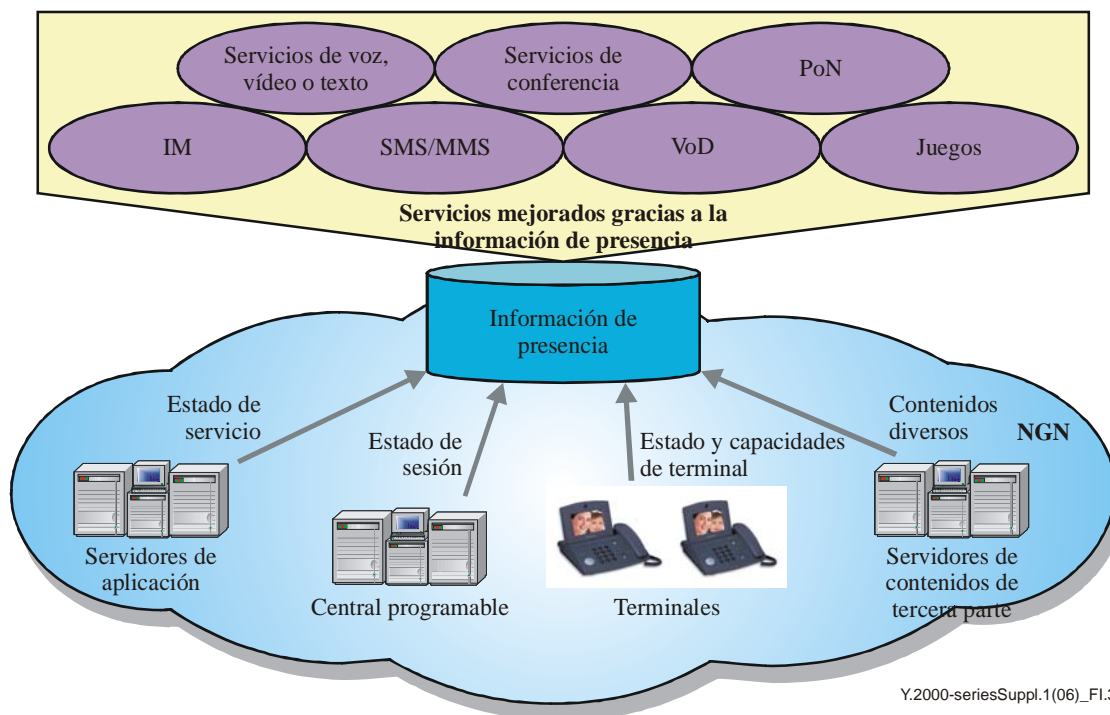 Servicios de voz,
vídeo o texto
Servicios de
conferencia
PoN
IM
SMS/MMS
VoD
Juegos
Servicios mejorados gracias a la
información de presencia
Información de
presencia
Estado de
servicio
Estado de
sesión
Estado y capacidades
de terminal
Contenidos
diversos
NGN
Servidores de
aplicación
Central programable
Terminales
Servidores de
contenidos de
tercera parte
Y.2000-seriesSuppl.1(06)_FI.3